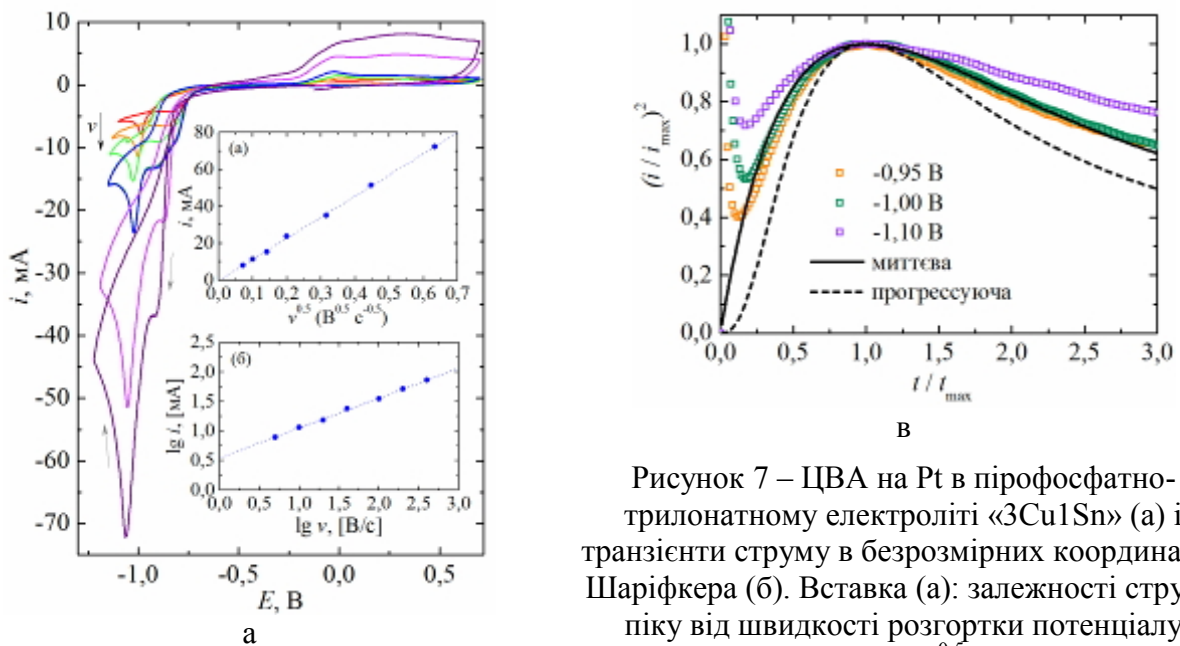 10
0
-10
-20
-30
-40
-50
-60
-70
i, мА
v
-1,0 -0,5 0,0 0,5
E, В
а
(а)
80
60
40
20
0
i, мА
0,0 0,1 0,2 0,3 0,4 0,5 0,6 0,7
v^0,5 (В^0,5 с^-0,5)
(б)
2,5
2,0
1,5
1,0
0,5
0,0
lg i, [мА]
0,0 0,5 1,0 1,5 2,0 2,5 3,0
lg v, [В/с]
1,0
0,8
0,6
0,4
0,2
0,0
(i / i_max)^2
-0,95 В
-1,00 В
-1,10 В
миттєва
прогрессуюча
0,0 0,5 1,0 1,5 2,0 2,5 3,0
t / t_max
в
Рисунок 7 – ЦВА на Pt в пірофосфатно-
трилонатному електроліті «3Cu1Sn» (а) і
транзієнти струму в безрозмірних координа
Шаріфкера (б). Вставка (а): залежності стру
піку від швидкості розгортки потенціалу